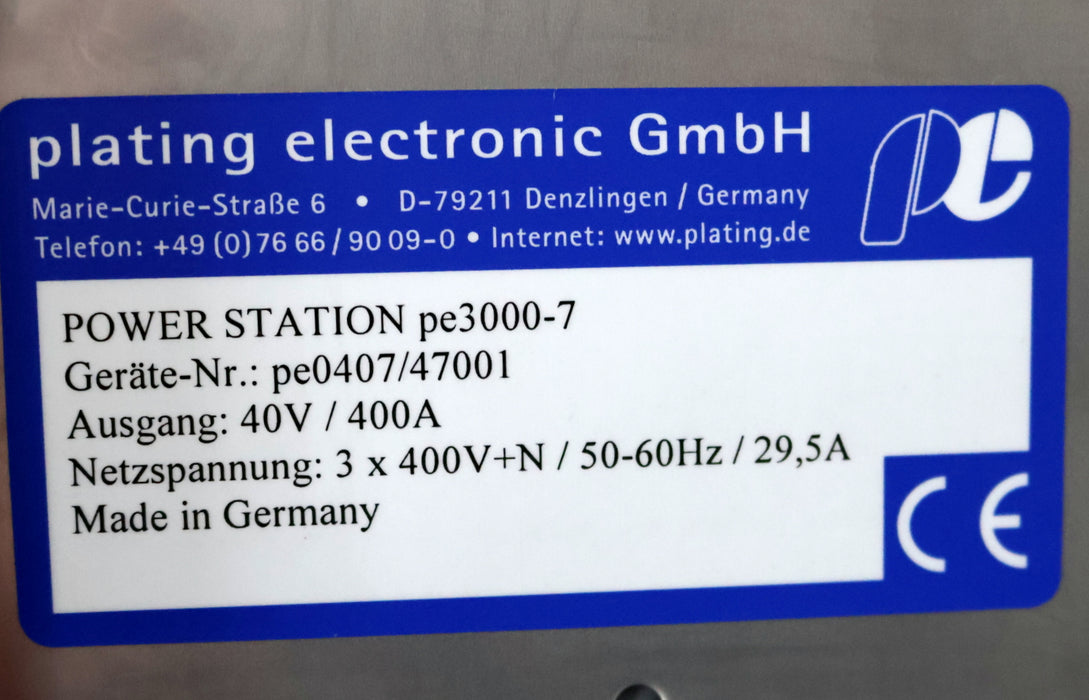 plating electronic GmbH
Marie-Curie-Straße 6 • D-79211 Denzlingen / Germany
Telefon: +49 (0) 76 66 / 90 09-0 • Internet: www.plating.de
pe
POWER STATION pe3000-7
Geräte-Nr.: pe0407/47001
Ausgang: 40V / 400A
Netzspannung: 3 x 400V+N / 50-60Hz / 29,5A
Made in Germany
CE